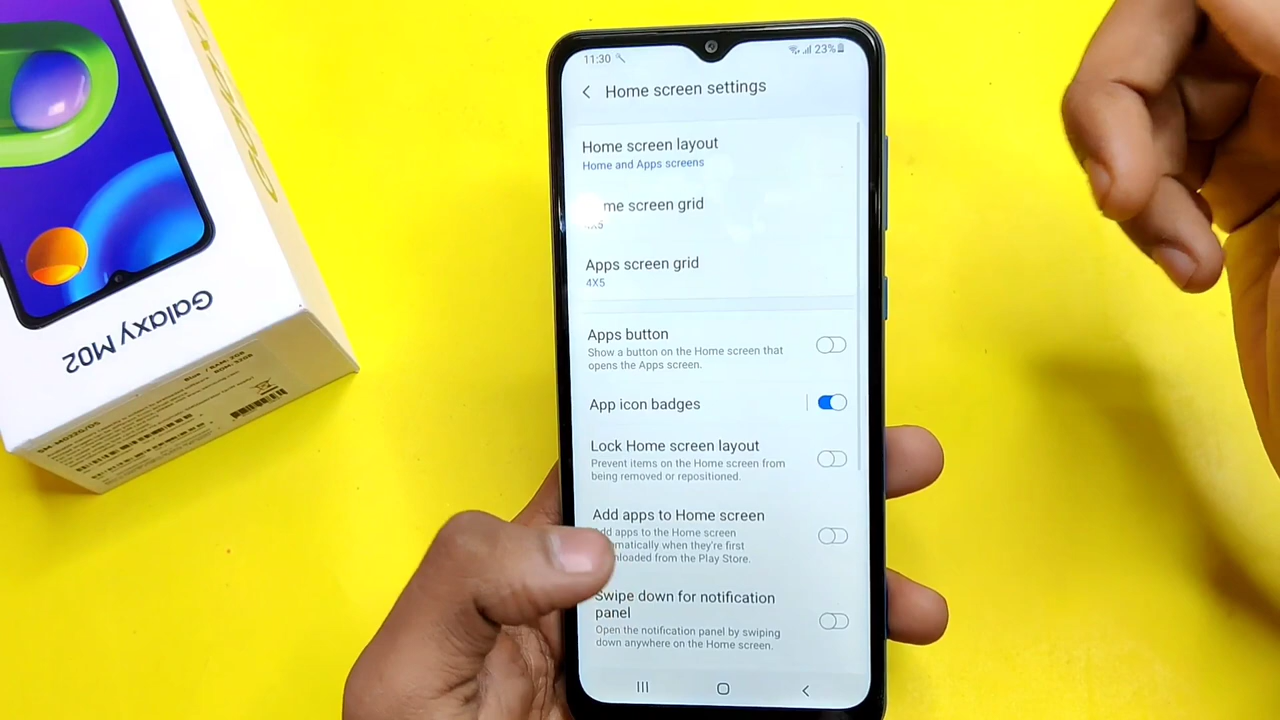 11:30
23%
Home screen settings
Home screen layout
Home and Apps screens
me screen grid
4X5
Apps screen grid
4X5
Apps button
Show a button on the Home screen that
opens the Apps screen.
App icon badges
Lock Home screen layout
Prevent items on the Home screen from
being removed or repositioned.
Add apps to Home screen
dd apps to the Home screen
matically when they're first
loaded from the Play Store.
Swipe down for notification
panel
Open the notification panel by swiping
down anywhere on the Home screen.
Galaxy M02